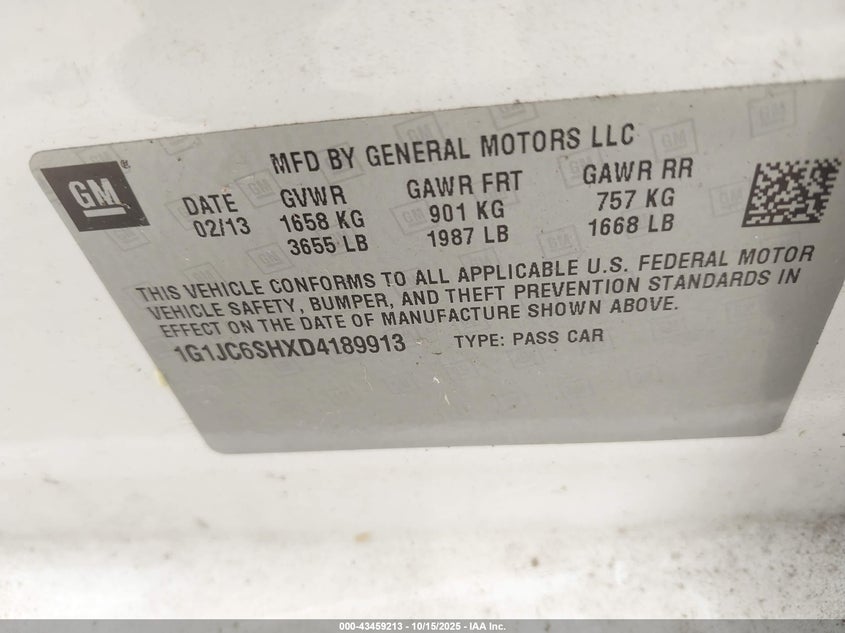 GM
MFD BY GENERAL MOTORS LLC
DATE GVWR GAWR FRT GAWR RR
02/13 1658 KG 901 KG 757 KG
3655 LB 1987 LB 1668 LB
THIS VEHICLE CONFORMS TO ALL APPLICABLE U.S. FEDERAL MOTOR
VEHICLE SAFETY, BUMPER, AND THEFT PREVENTION STANDARDS IN
EFFECT ON THE DATE OF MANUFACTURE SHOWN ABOVE.
1G1JC6SHXD4189913 TYPE: PASS CAR
000-43459213 - 10/15/2025 - IAA Inc.